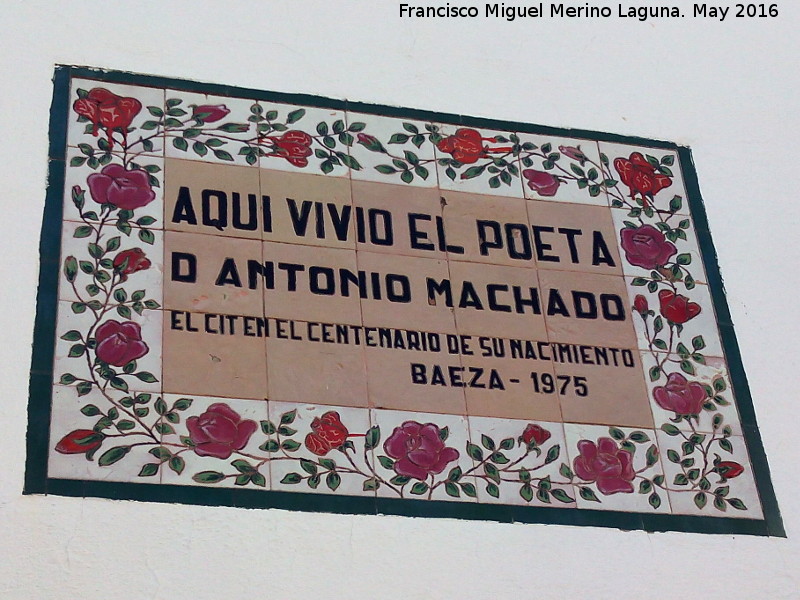 Francisco Miguel Merino Laguna. May 2016
AQUI VIVIO EL POETA
D ANTONIO MACHADO
EL CIT EN EL CENTENARIO DE SU NACIMIENTO
BAEZA - 1975